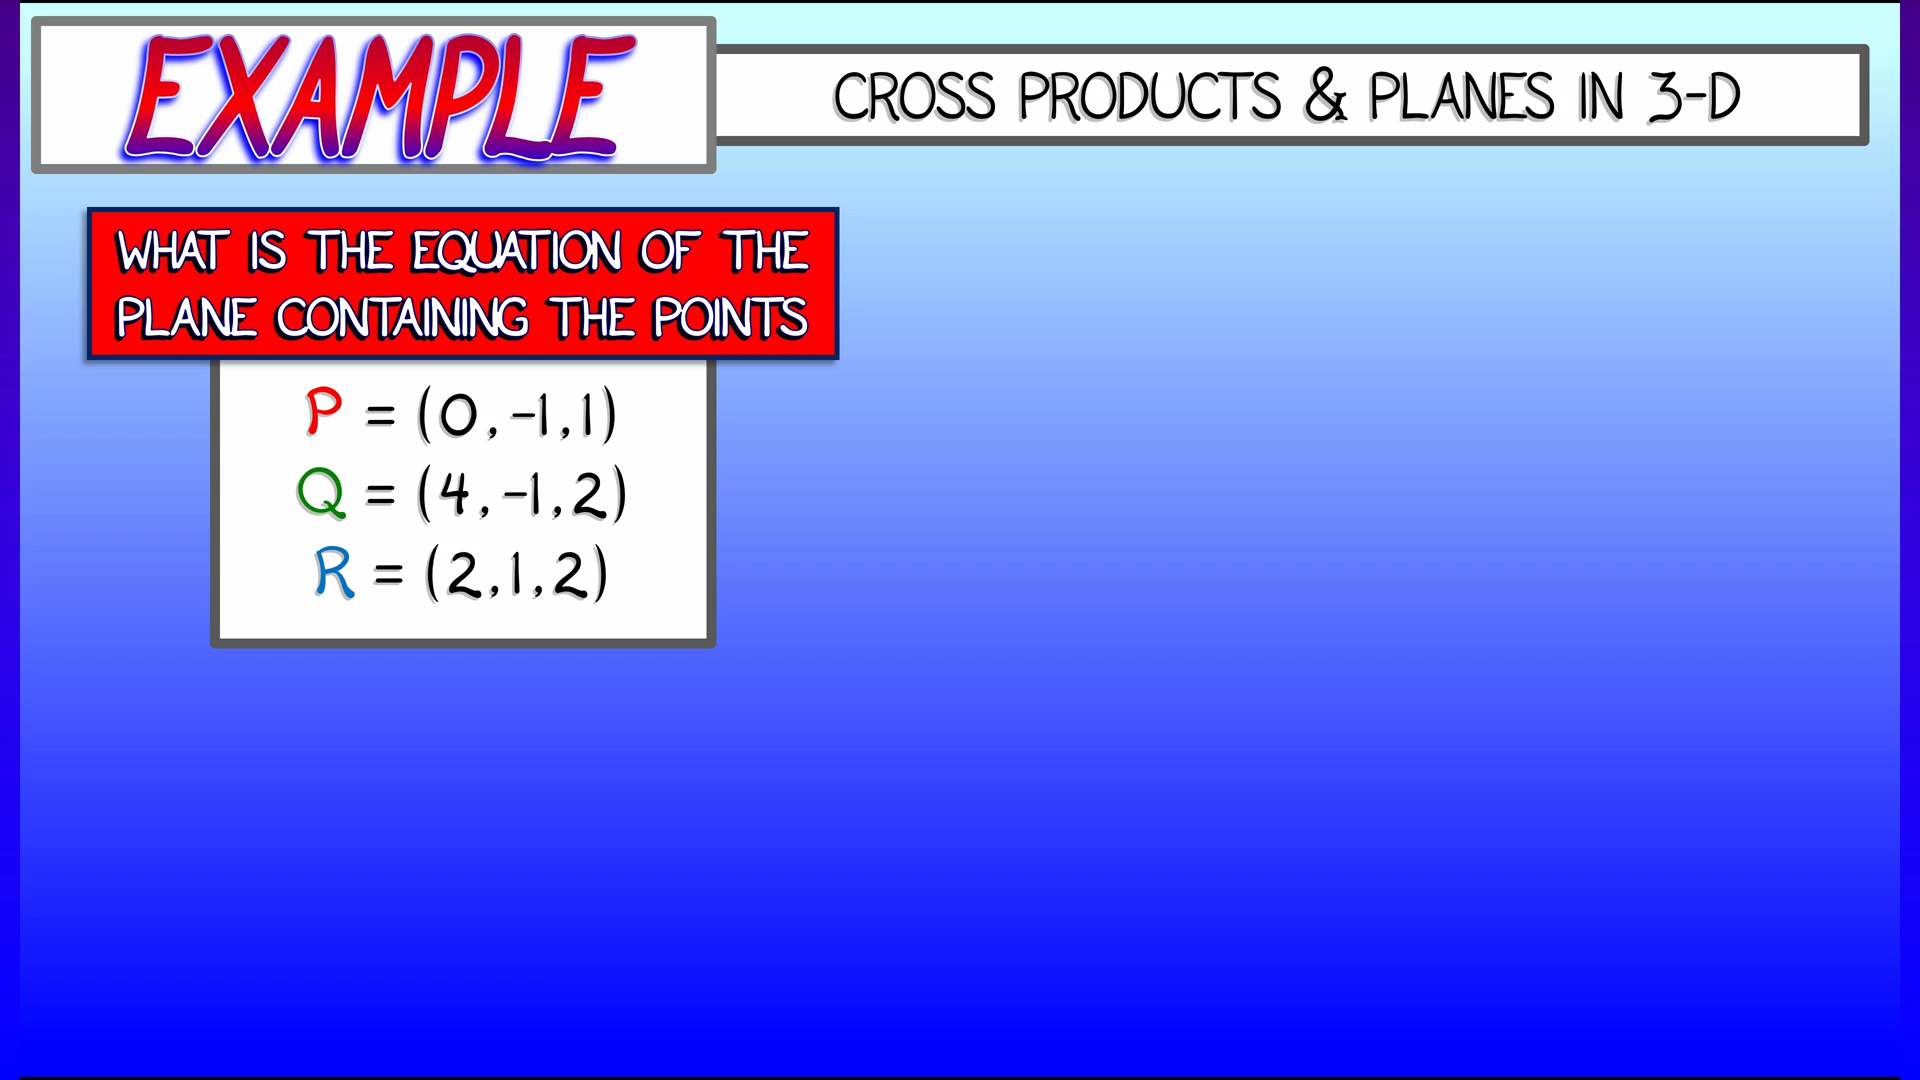 EXAMPLE
CROSS PRODUCTS & PLANES IN 3-D
WHAT IS THE EQUATION OF THE
PLANE CONTAINING THE POINTS
P = (0,-1,1)
Q = (4,-1,2)
R = (2,1,2)